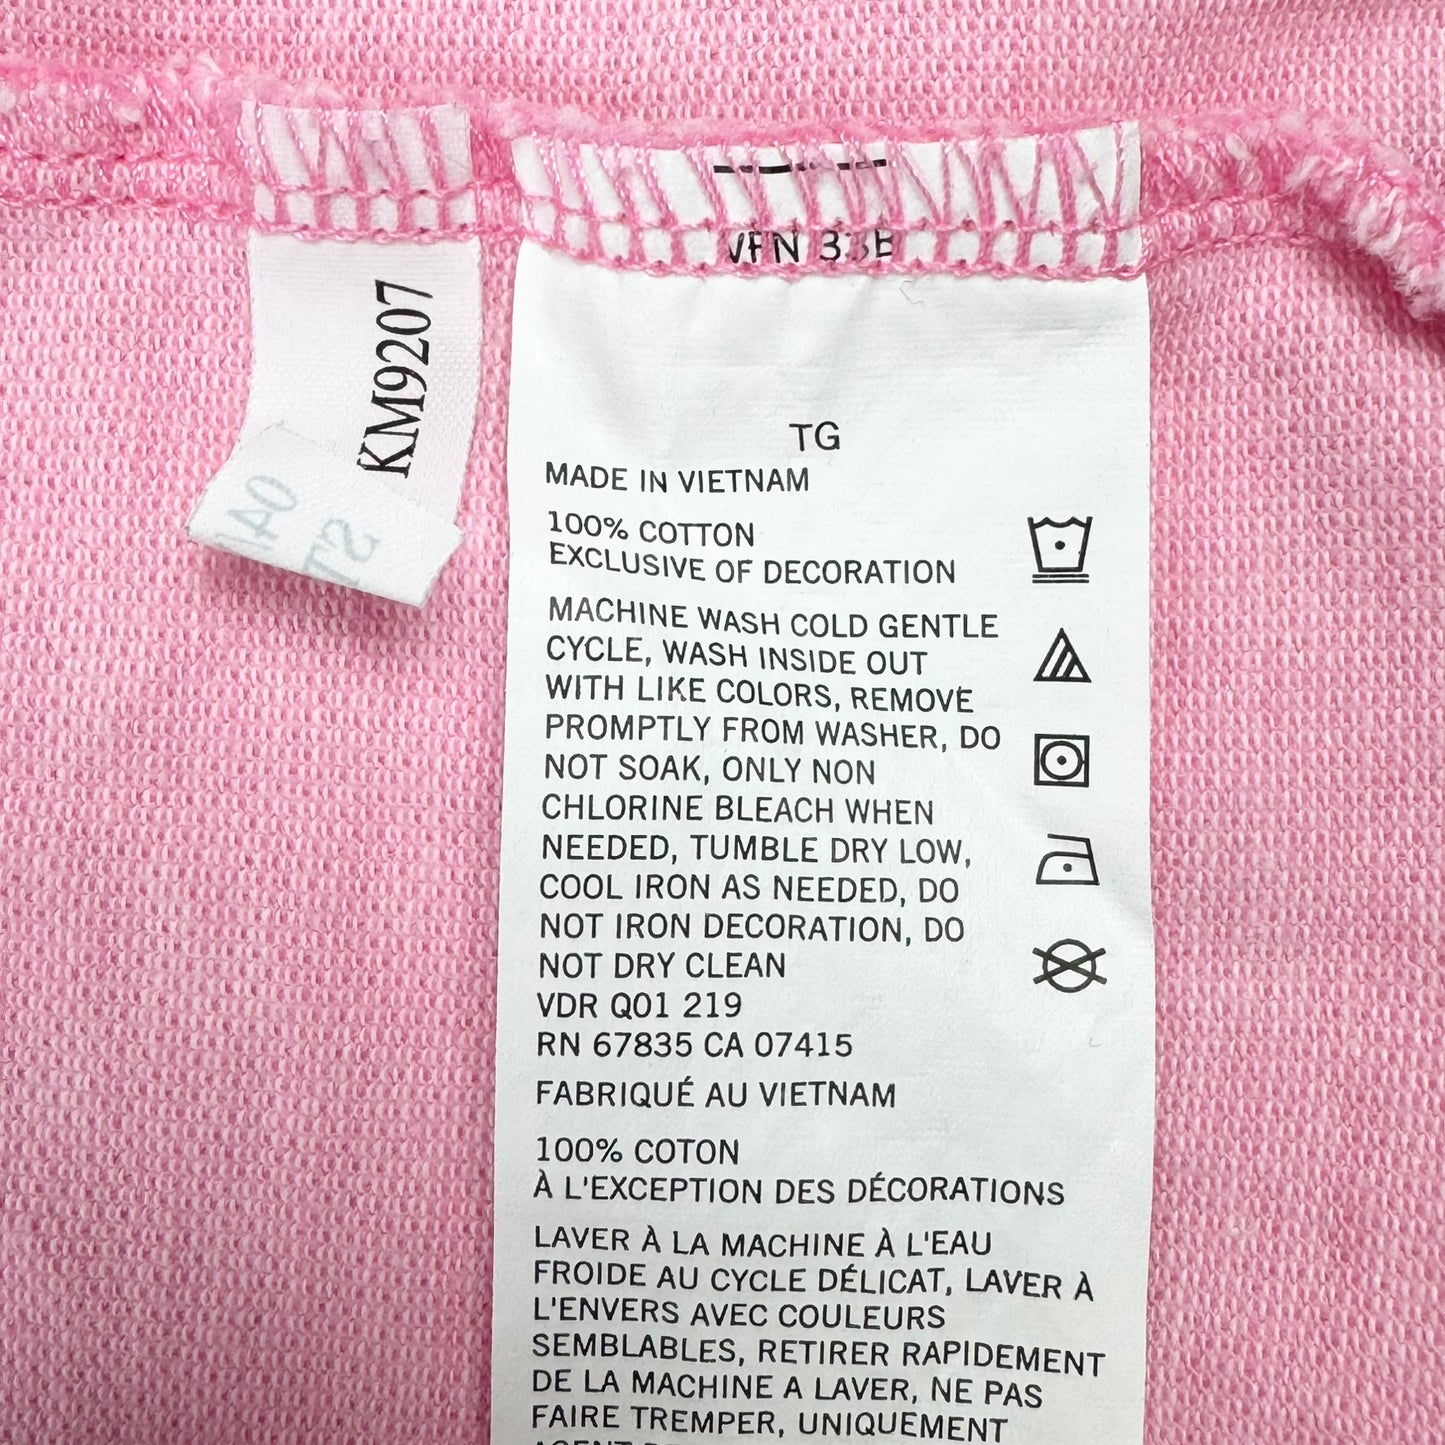 KM9207
TG
MADE IN VIETNAM
100% COTTON
EXCLUSIVE OF DECORATION
MACHINE WASH COLD GENTLE
CYCLE, WASH INSIDE OUT
WITH LIKE COLORS, REMOVE
PROMPTLY FROM WASHER, DO
NOT SOAK, ONLY NON
CHLORINE BLEACH WHEN
NEEDED, TUMBLE DRY LOW,
COOL IRON AS NEEDED, DO
NOT IRON DECORATION, DO
NOT DRY CLEAN
VDR Q01 219
RN 67835 CA 07415
FABRIQUÉ AU VIETNAM
100% COTON
À L'EXCEPTION DES DÉCORATIONS
LAVER À LA MACHINE À L'EAU
FROIDE AU CYCLE DÉLICAT, LAVER À
L'ENVERS AVEC COULEURS
SEMBLABLES, RETIRER RAPIDEMENT
DE LA MACHINE A LAVER, NE PAS
FAIRE TREMPER, UNIQUEMENT